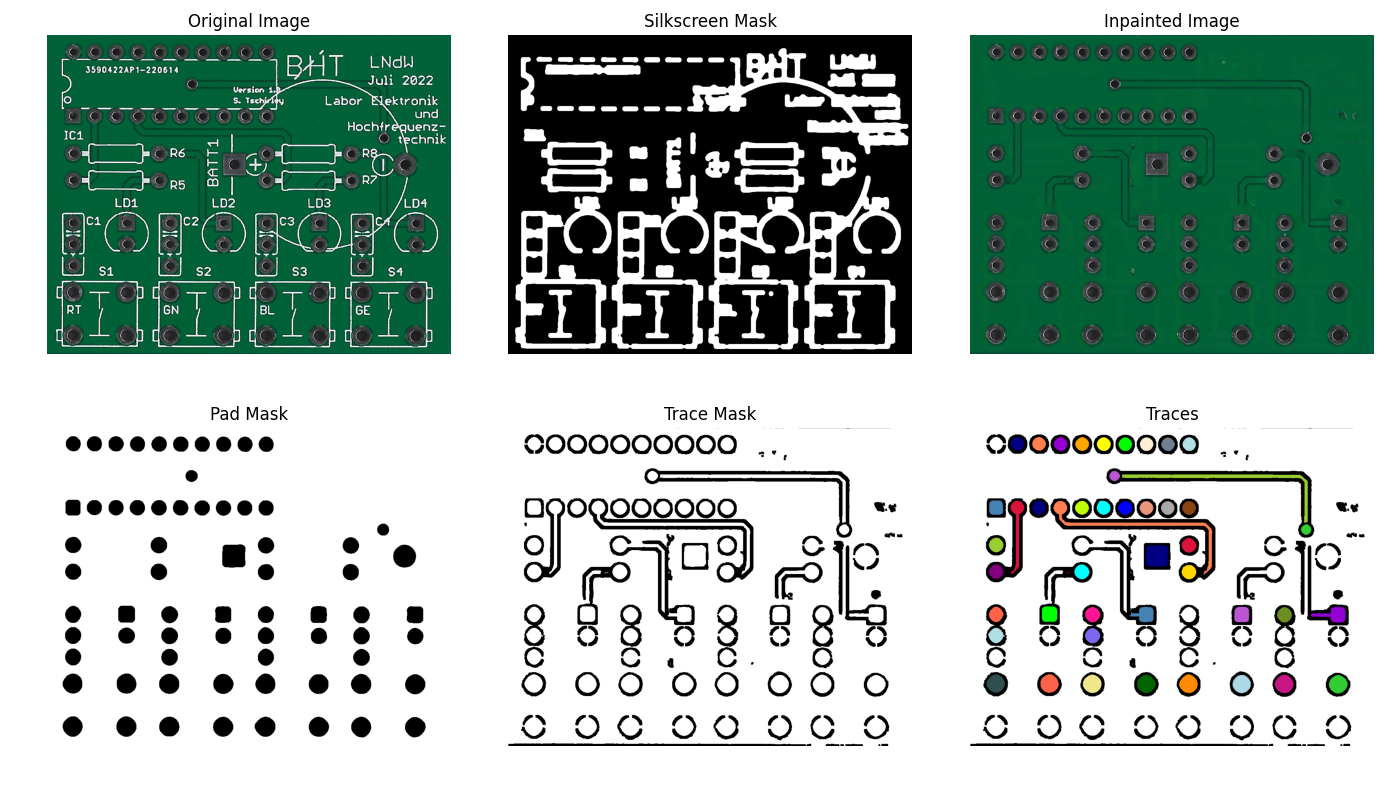 Original Image
Silkscreen Mask
Inpainted Image
BHT
LNdW
Juli 2022
3590422AP1-220614
Version 1.0
S. Tschirley
Labor Elektronik
und
Hochfrequenz-
technik
IC1
R6
BATT1
R8
R5
R7
LD1
LD2
LD3
LD4
C1
C2
C3
C4
S1
S2
S3
S4
RT
GN
BL
GE
BHT
BATT1
Pad Mask
Trace Mask
Traces